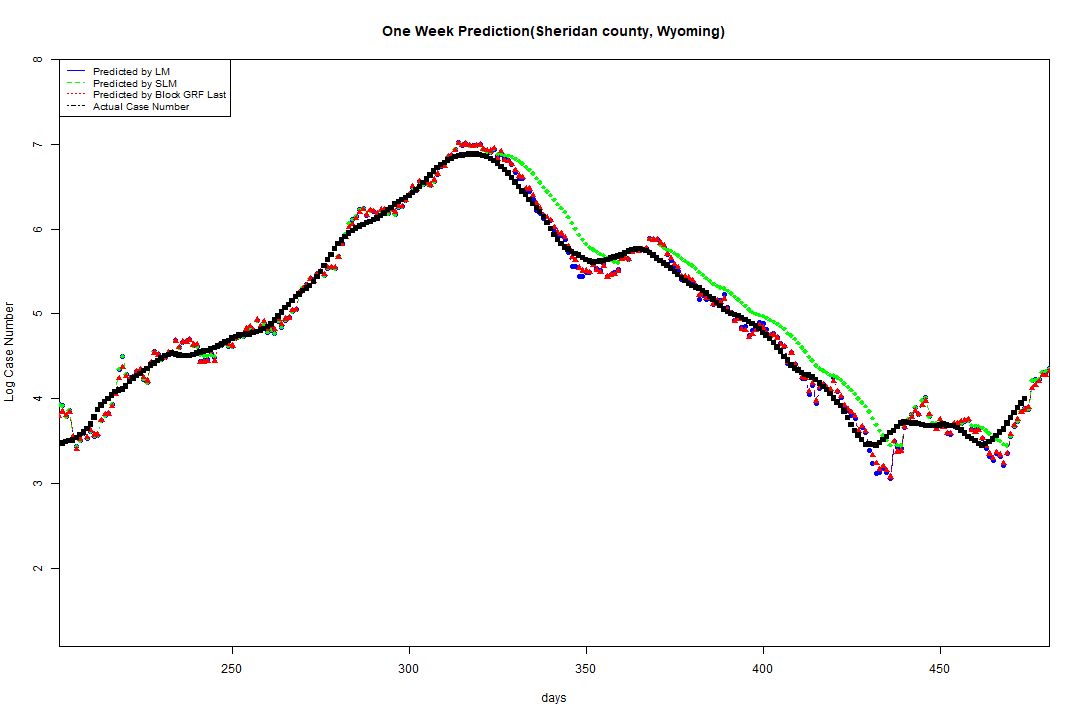 One Week Prediction(Sheridan county, Wyoming)
Predicted by LM
Predicted by SLM
Predicted by Block GRF Last
Actual Case Number
8
7
6
5
4
3
2
Log Case Number
250 300 350 400 450
days